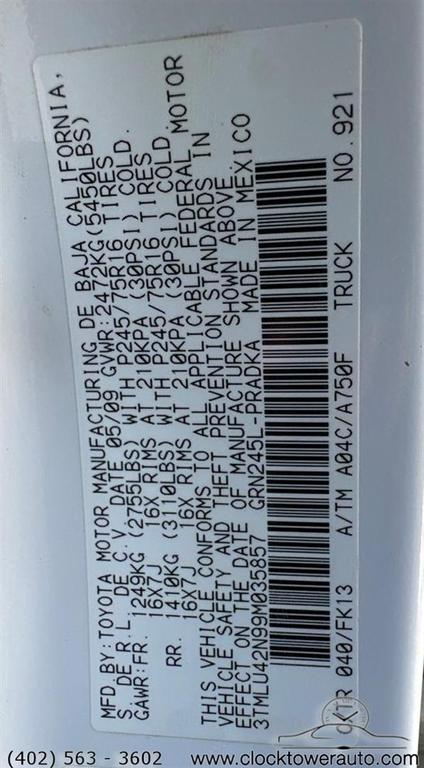 MFD.BY:TOYOTA MOTOR MANUFACTURING DE BAJA CALIFORNIA,
S. DE R.L. DE C.V. DATE 05/09 GVWR:2472KG(5450LBS)
GAWR:FR. 1249KG (2755LBS) WITH P245/75R16 TIRES
16X7J 16X RIMS AT 210KPA (30PSI) COLD.
RR. 1410KG (3110LBS) WITH P245/75R16 TIRES
16X7J 16X RIMS AT 210KPA (30PSI) COLD.
THIS VEHICLE CONFORMS TO ALL APPLICABLE FEDERAL MOTOR
VEHICLE SAFETY AND THEFT PREVENTION STANDARDS IN
EFFECT ON THE DATE OF MANUFACTURE SHOWN ABOVE.
3TMLU42N99M035857 GRN245L-PRADKA MADE IN MEXICO
C/TR 040/FK13 A/TM A04C/A750F TRUCK NO.921
(402) 563 - 3602 www.clocktowerauto.com